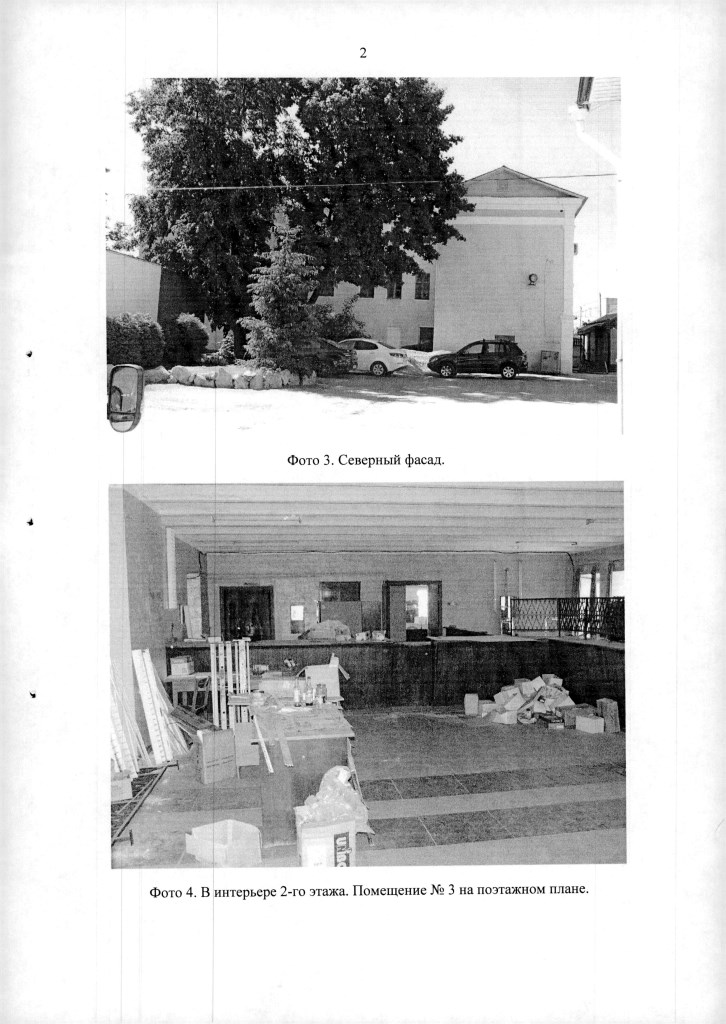 2
Фото 3. Северный фасад.
Фото 4. В интерьере 2-го этажа. Помещение № 3 на поэтажном плане.